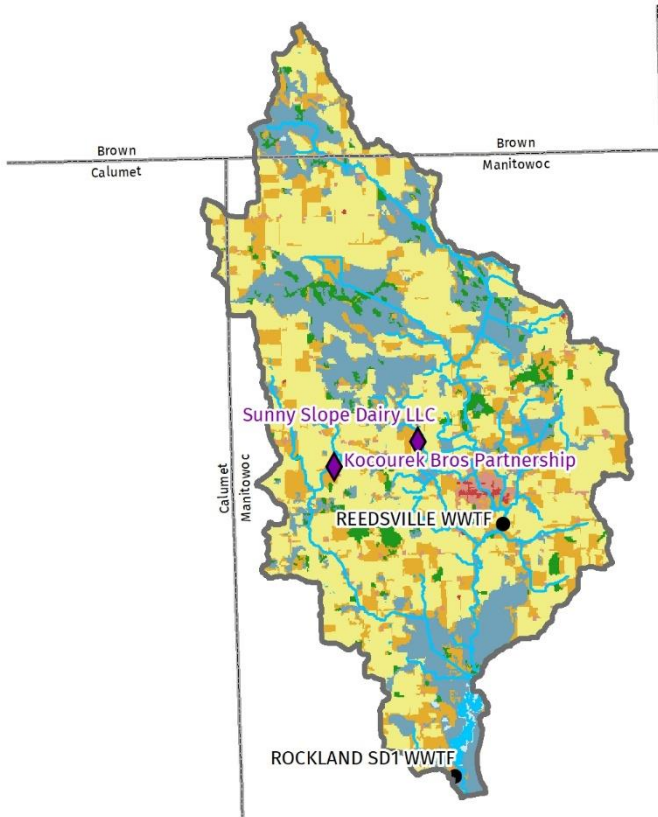 Brown
Brown
Calumet
Manitowoc
Sunny Slope Dairy LLC
Kocourek Bros Partnership
Calumet
Manitowoc
REEDSVILLE WWTF
ROCKLAND SD1 WWTF